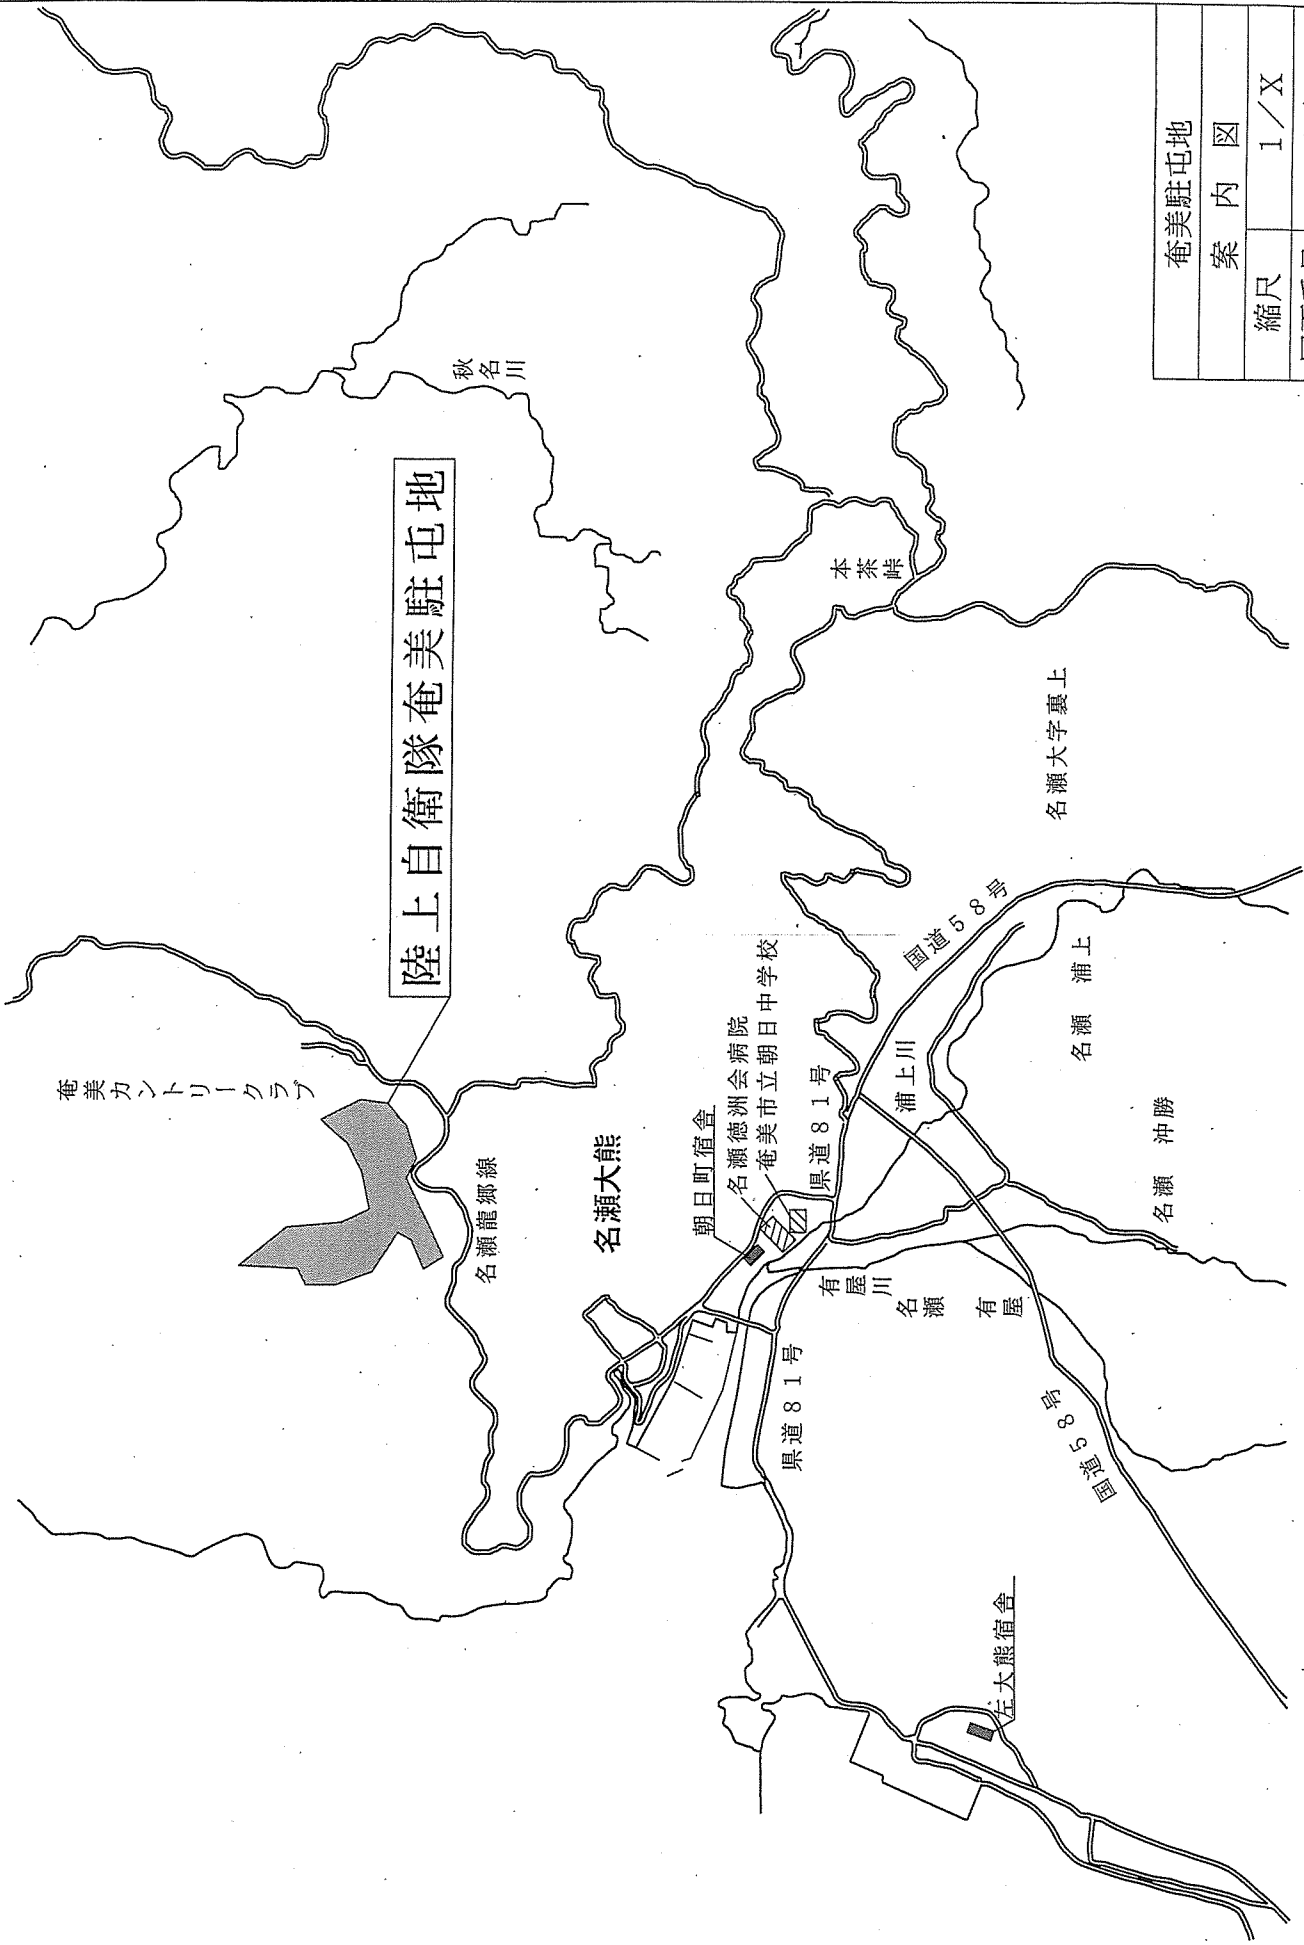 奄美カントリークラブ
秋名川
陸上自衛隊奄美駐屯地
名瀬龍郷線
名瀬大熊
本茶峠
朝日町宿舎
名瀬徳洲会病院
奄美市立朝日中学校
県道８１号
国道５８号
浦上川
名瀬大字裏上
名瀬　浦上
有屋川
名瀬　有屋
名瀬　沖勝
県道８１号
国道５８号
左大熊宿舎
奄美駐屯地
案内図
縮尺　１／Ｘ